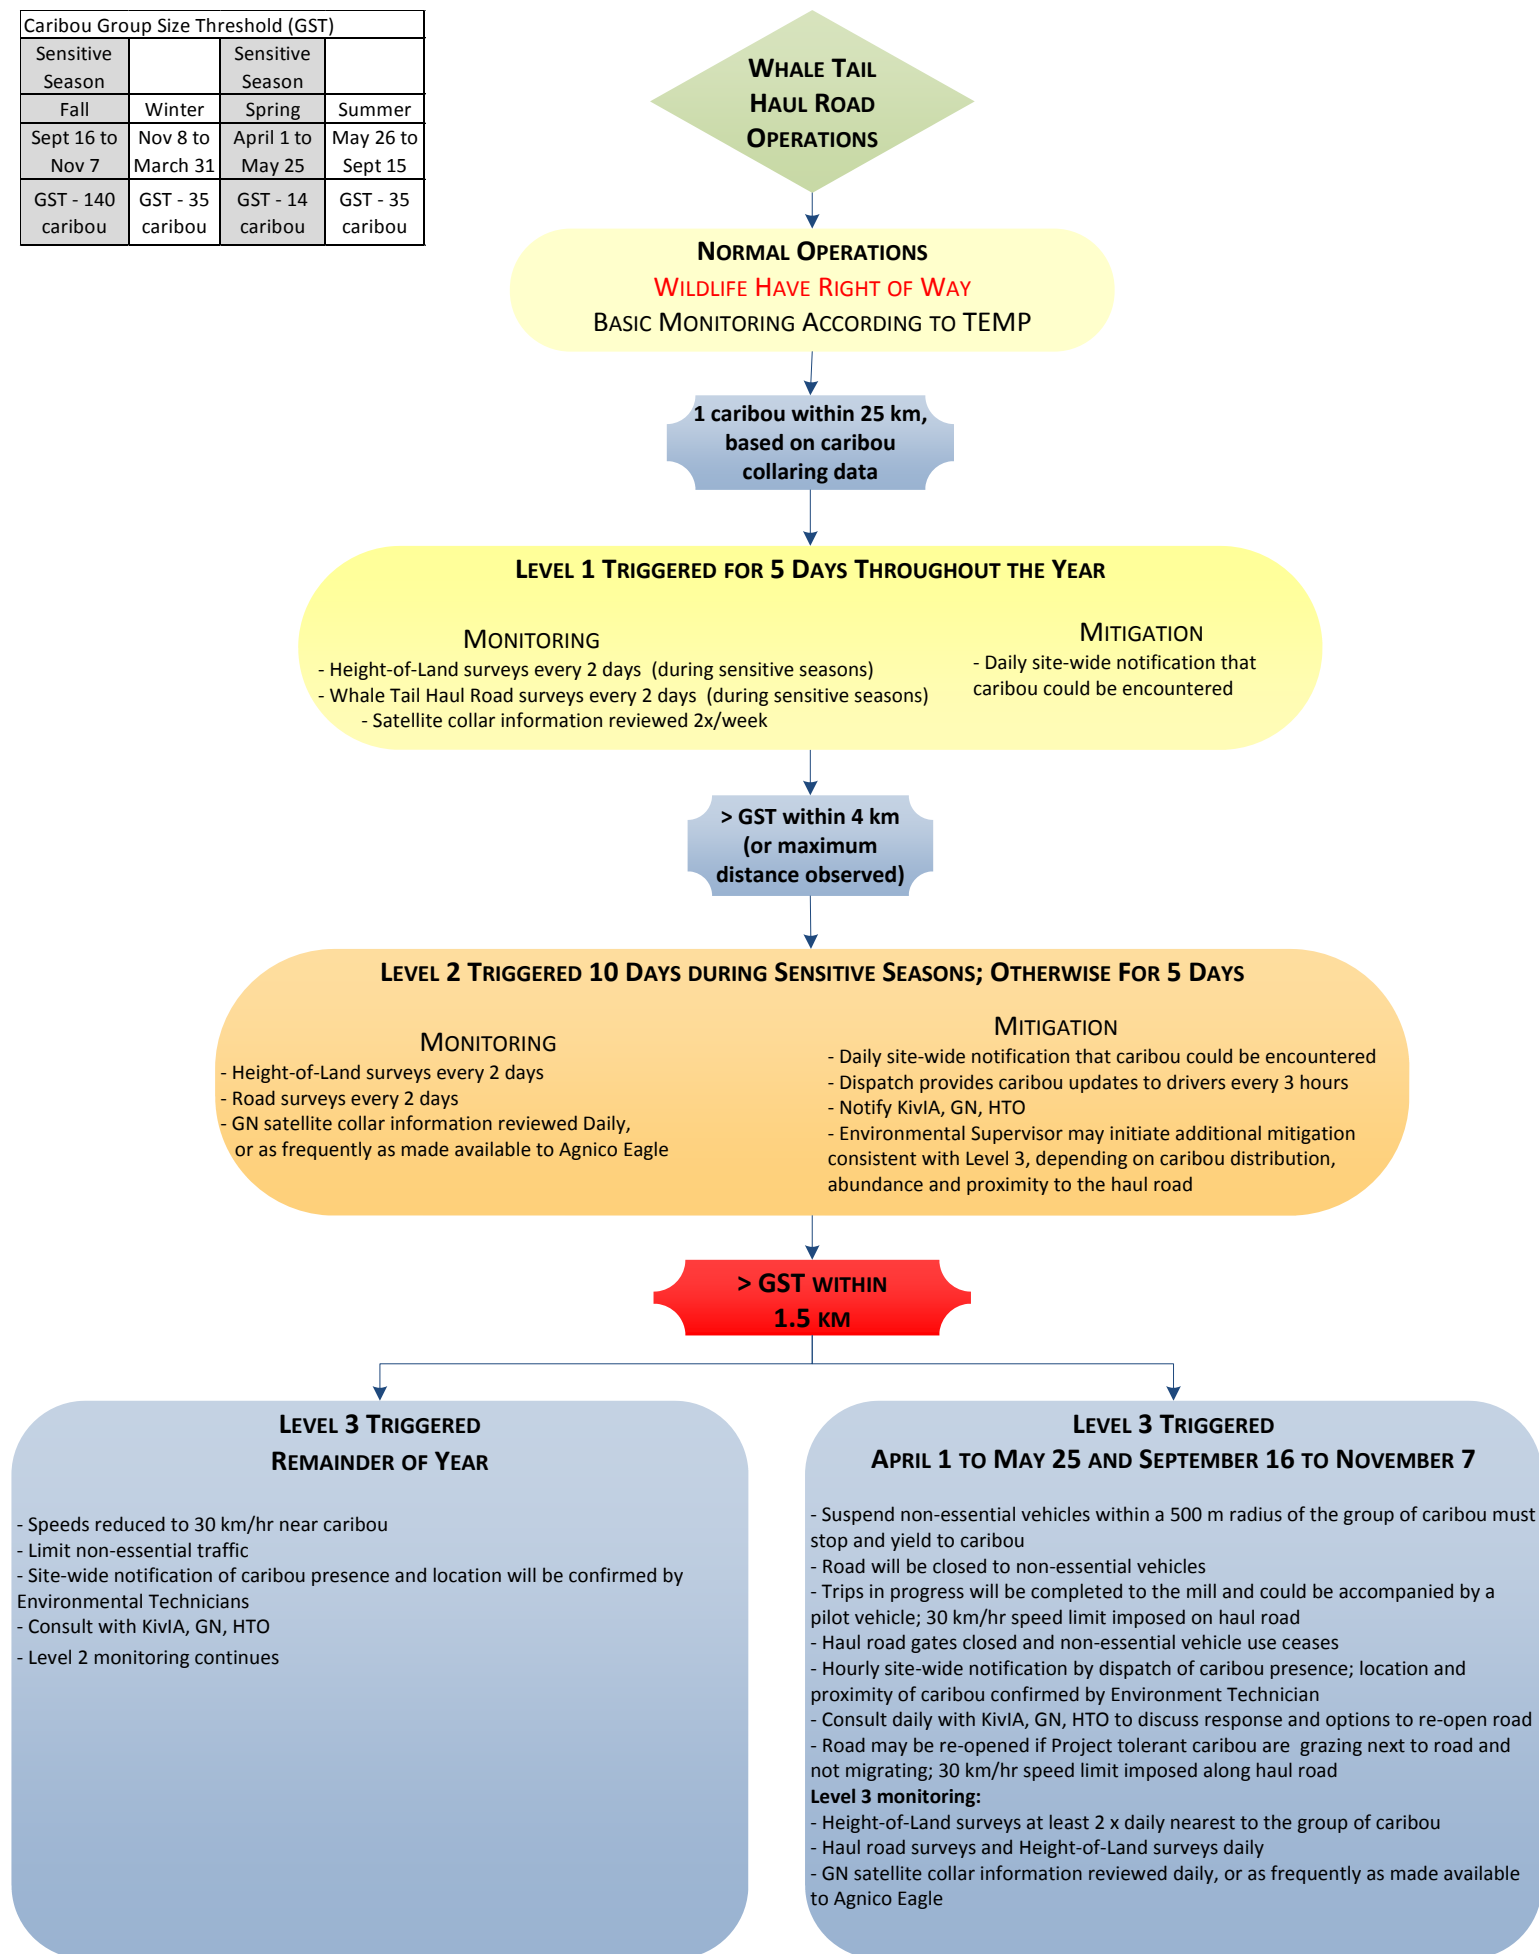 Caribou Group Size Threshold (GST)
Sensitive Season
Sensitive Season
Fall
Winter
Spring
Summer
Sept 16 to Nov 7
Nov 8 to March 31
April 1 to May 25
May 26 to Sept 15
GST - 140 caribou
GST - 35 caribou
GST - 14 caribou
GST - 35 caribou
WHALE TAIL
HAUL ROAD
OPERATIONS
NORMAL OPERATIONS
WILDLIFE HAVE RIGHT OF WAY
BASIC MONITORING ACCORDING TO TEMP
1 caribou within 25 km,
based on caribou
collaring data
LEVEL 1 TRIGGERED FOR 5 DAYS THROUGHOUT THE YEAR
MONITORING
- Height-of-Land surveys every 2 days  (during sensitive seasons)
- Whale Tail Haul Road surveys every 2 days  (during sensitive seasons)
- Satellite collar information reviewed 2x/week
MITIGATION
- Daily site-wide notification that
caribou could be encountered
> GST within 4 km
(or maximum
distance observed)
LEVEL 2 TRIGGERED 10 DAYS DURING SENSITIVE SEASONS; OTHERWISE FOR 5 DAYS
MONITORING
- Height-of-Land surveys every 2 days
- Road surveys every 2 days
- GN satellite collar information reviewed Daily,
or as frequently as made available to Agnico Eagle
MITIGATION
- Daily site-wide notification that caribou could be encountered
- Dispatch provides caribou updates to drivers every 3 hours
- Notify KivIA, GN, HTO
- Environmental Supervisor may initiate additional mitigation
consistent with Level 3, depending on caribou distribution,
abundance and proximity to the haul road
> GST WITHIN
1.5 KM
LEVEL 3 TRIGGERED
REMAINDER OF YEAR
- Speeds reduced to 30 km/hr near caribou
- Limit non-essential traffic
- Site-wide notification of caribou presence and location will be confirmed by
Environmental Technicians
- Consult with KivIA, GN, HTO
- Level 2 monitoring continues
LEVEL 3 TRIGGERED
APRIL 1 TO MAY 25 AND SEPTEMBER 16 TO NOVEMBER 7
- Suspend non-essential vehicles within a 500 m radius of the group of caribou must
stop and yield to caribou
- Road will be closed to non-essential vehicles
- Trips in progress will be completed to the mill and could be accompanied by a
pilot vehicle; 30 km/hr speed limit imposed on haul road
- Haul road gates closed and non-essential vehicle use ceases
- Hourly site-wide notification by dispatch of caribou presence; location and
proximity of caribou confirmed by Environment Technician
- Consult daily with KivIA, GN, HTO to discuss response and options to re-open road
- Road may be re-opened if Project tolerant caribou are  grazing next to road and
not migrating; 30 km/hr speed limit imposed along haul road
Level 3 monitoring:
- Height-of-Land surveys at least 2 x daily nearest to the group of caribou
- Haul road surveys and Height-of-Land surveys daily
- GN satellite collar information reviewed daily, or as frequently as made available
to Agnico Eagle